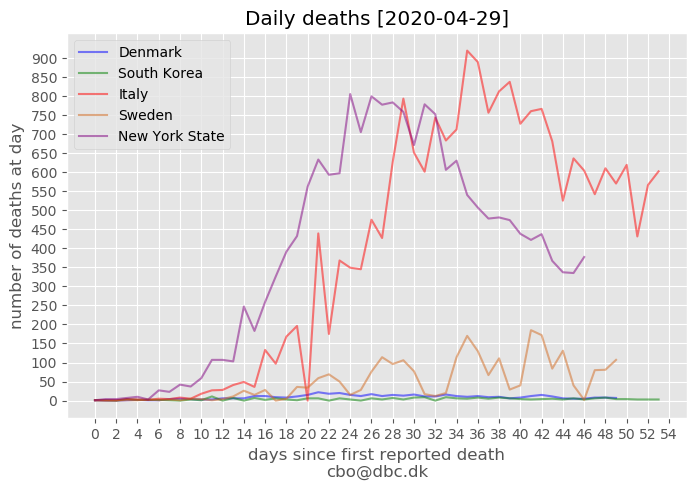 Daily deaths [2020-04-29]
Denmark
South Korea
Italy
Sweden
New York State
number of deaths at day
900
850
800
750
700
650
600
550
500
450
400
350
300
250
200
150
100
50
0
0 2 4 6 8 10 12 14 16 18 20 22 24 26 28 30 32 34 36 38 40 42 44 46 48 50 52 54
days since first reported death
cbo@dbc.dk